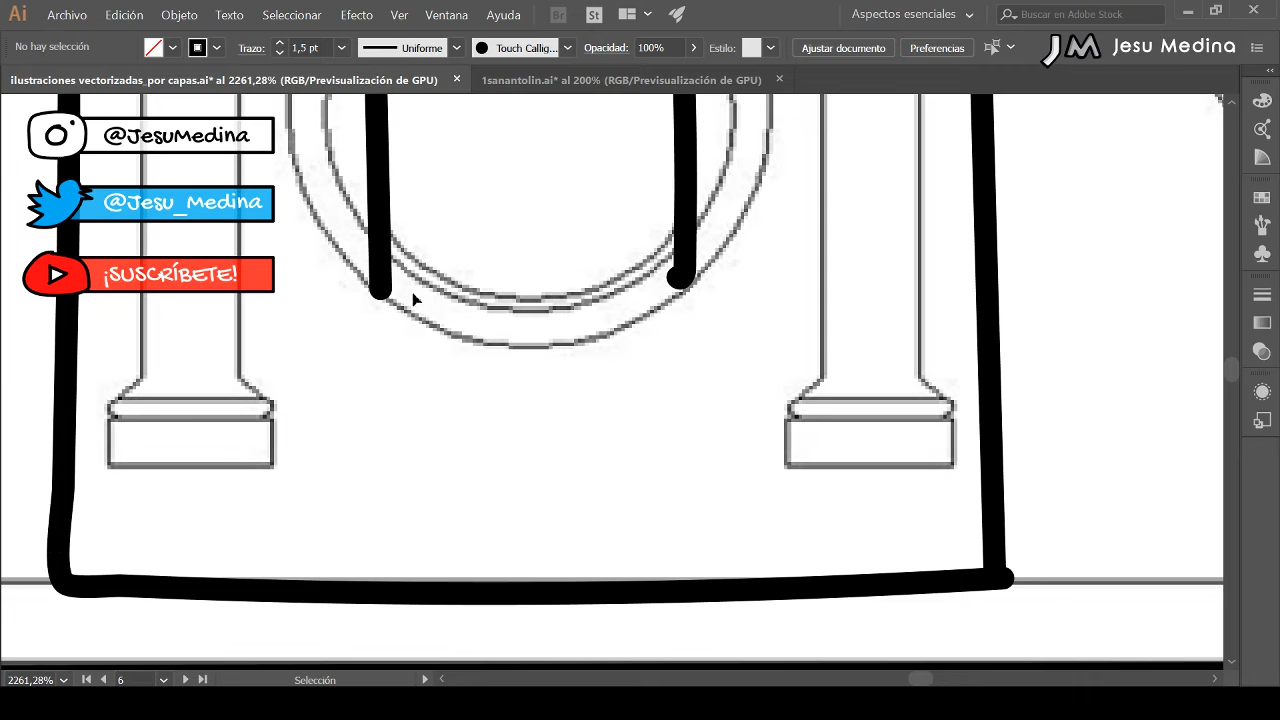 Ai Archivo Edición Objeto Texto Seleccionar Efecto Ver Ventana Ayuda Br St Aspectos esenciales Buscar en Adobe Stock
No hay selección Trazo: 1,5 pt Uniforme Touch Callig... Opacidad: 100% Estilo: Ajustar documento Preferencias JM Jesu Medina
ilustraciones vectorizadas_por capas.ai* al 2261,28% (RGB/Previsualización de GPU) × 1sanantolin.ai* al 200% (RGB/Previsualización de GPU) ×
@JesuMedina
@Jesu_Medina
¡SUSCRÍBETE!
2261,28% 6 Selección